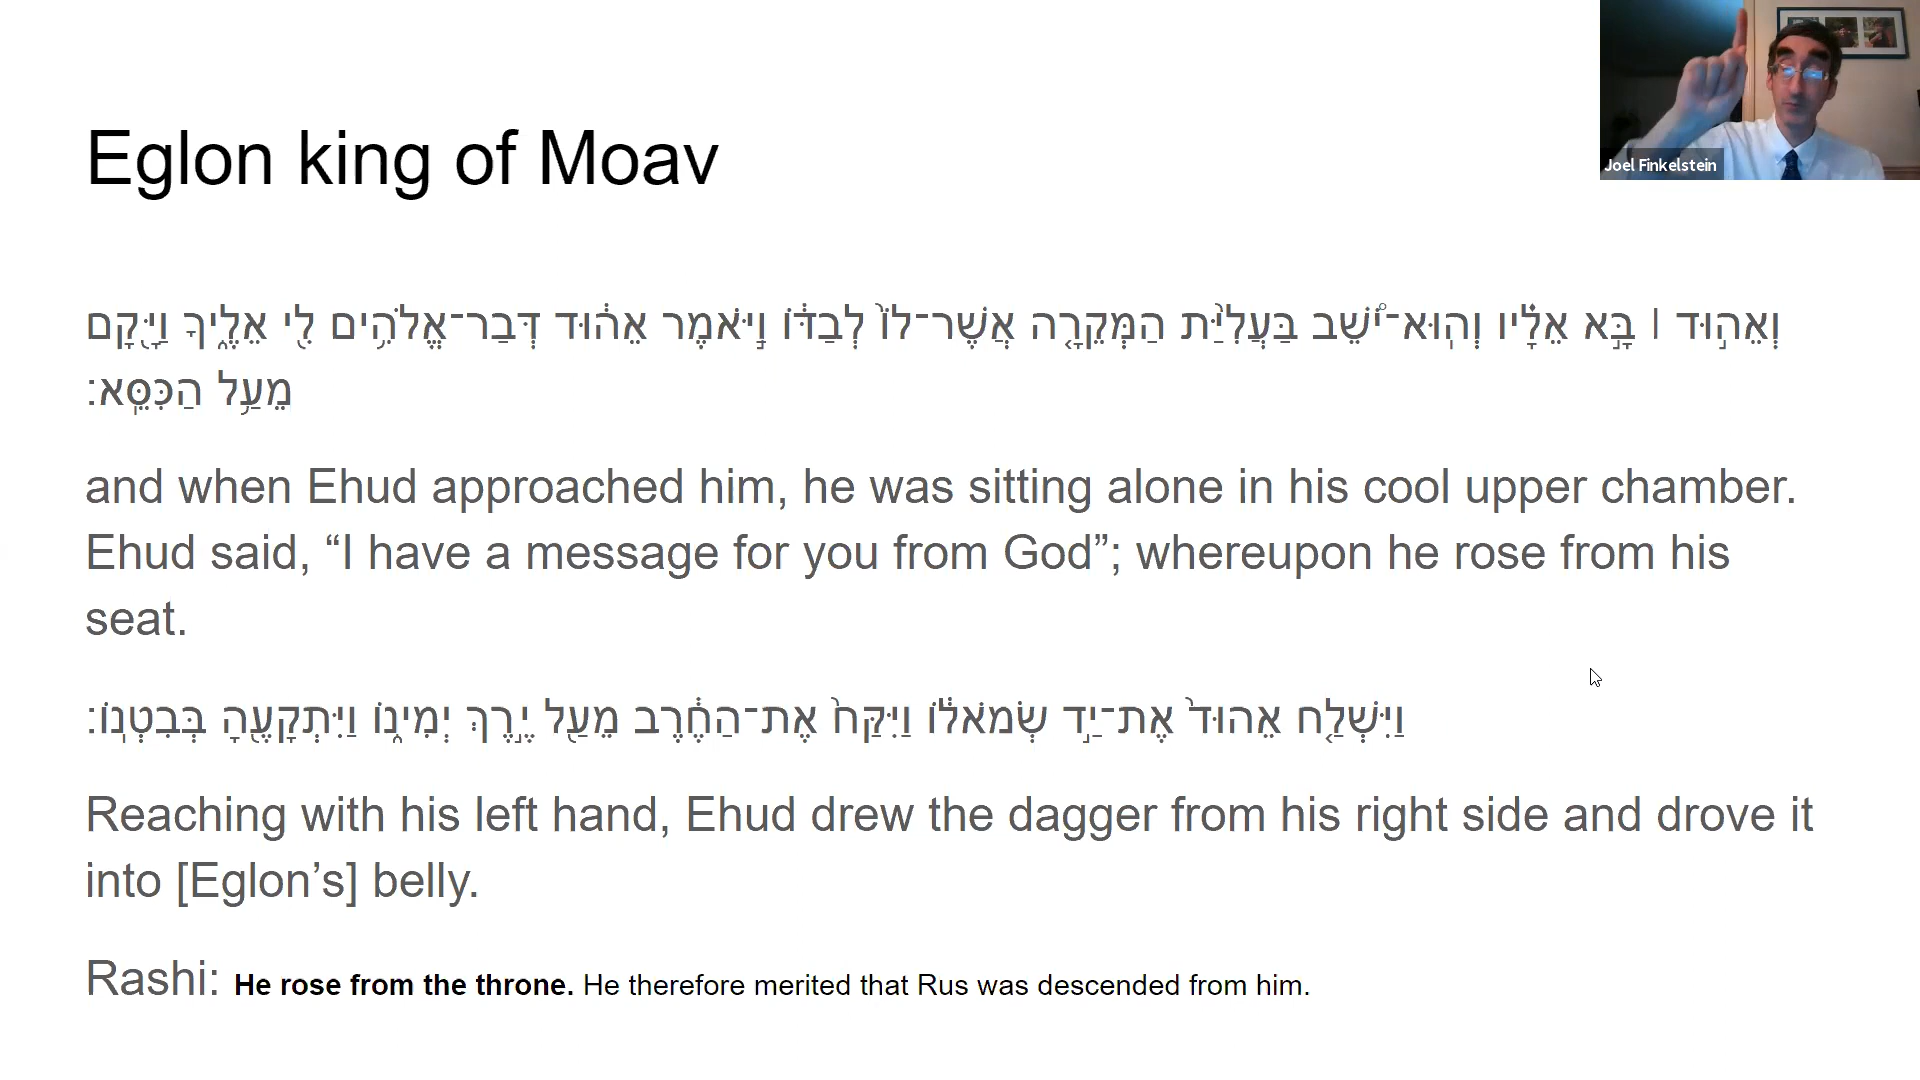 Eglon king of Moav
Joel Finkelstein
וְאֵה֣וּד ׀ בָּ֣א אֵלָ֗יו וְהֽוּא־יֹ֠שֵׁב בַּעֲלִיַּ֨ת הַמְּקֵרָ֤ה אֲשֶׁר־לוֹ֙ לְבַדּ֔וֹ וַיֹּ֣אמֶר אֵה֔וּד דְּבַר־אֱלֹהִ֥ים לִ֖י אֵלֶ֑יךָ וַיָּ֖קָם
מֵעַ֥ל הַכִּסֵּֽא׃
and when Ehud approached him, he was sitting alone in his cool upper chamber.
Ehud said, “I have a message for you from God”; whereupon he rose from his
seat.
וַיִּשְׁלַ֤ח אֵהוּד֙ אֶת־יַ֣ד שְׂמֹאל֔וֹ וַיִּקַּח֙ אֶת־הַחֶ֔רֶב מֵעַ֖ל יֶ֣רֶךְ יְמִינ֑וֹ וַיִּתְקָעֶ֖הָ בְּבִטְנֽוֹ׃
Reaching with his left hand, Ehud drew the dagger from his right side and drove it
into [Eglon’s] belly.
Rashi: He rose from the throne. He therefore merited that Rus was descended from him.